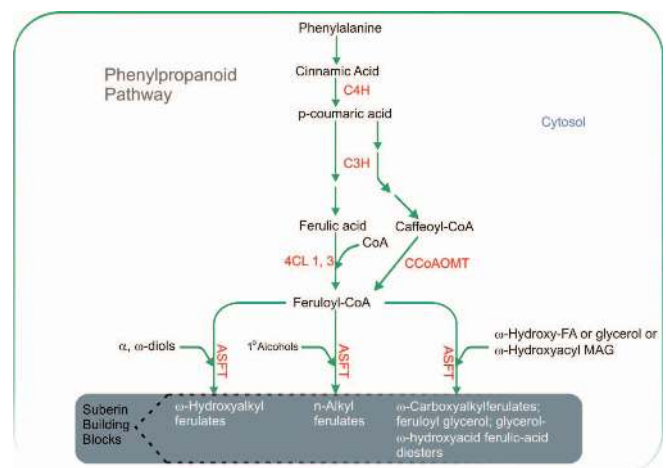 Phenylalanine
Phenylpropanoid
Pathway
Cinnamic Acid
C4H
p-coumaric acid
Cytosol
C3H
Ferulic acid
Caffeoyl-CoA
CoA
4CL 1, 3
CCoAOMT
Feruloyl-CoA
α, ω-diols
ASFT
1⁰Alcohols
ASFT
ASFT
ω-Hydroxy-FA or glycerol or
ω-Hydroxyacyl MAG
Suberin
Building
Blocks
ω-Hydroxyalkyl
ferulates
n-Alkyl
ferulates
ω-Carboxyalkylferulates;
feruloyl glycerol; glycerol-
ω-hydroxyacid ferulic-acid
diesters